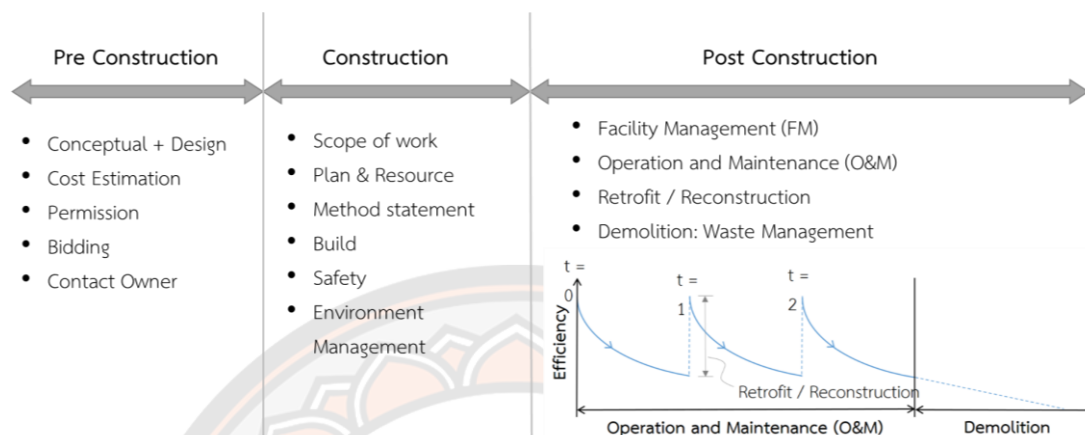 Pre Construction
Construction
Post Construction
• Conceptual + Design
• Cost Estimation
• Permission
• Bidding
• Contact Owner
• Scope of work
• Plan & Resource
• Method statement
• Build
• Safety
• Environment
Management
• Facility Management (FM)
• Operation and Maintenance (O&M)
• Retrofit / Reconstruction
• Demolition: Waste Management
t =
0
t =
1
t =
2
Efficiency
Retrofit / Reconstruction
Operation and Maintenance (O&M)
Demolition